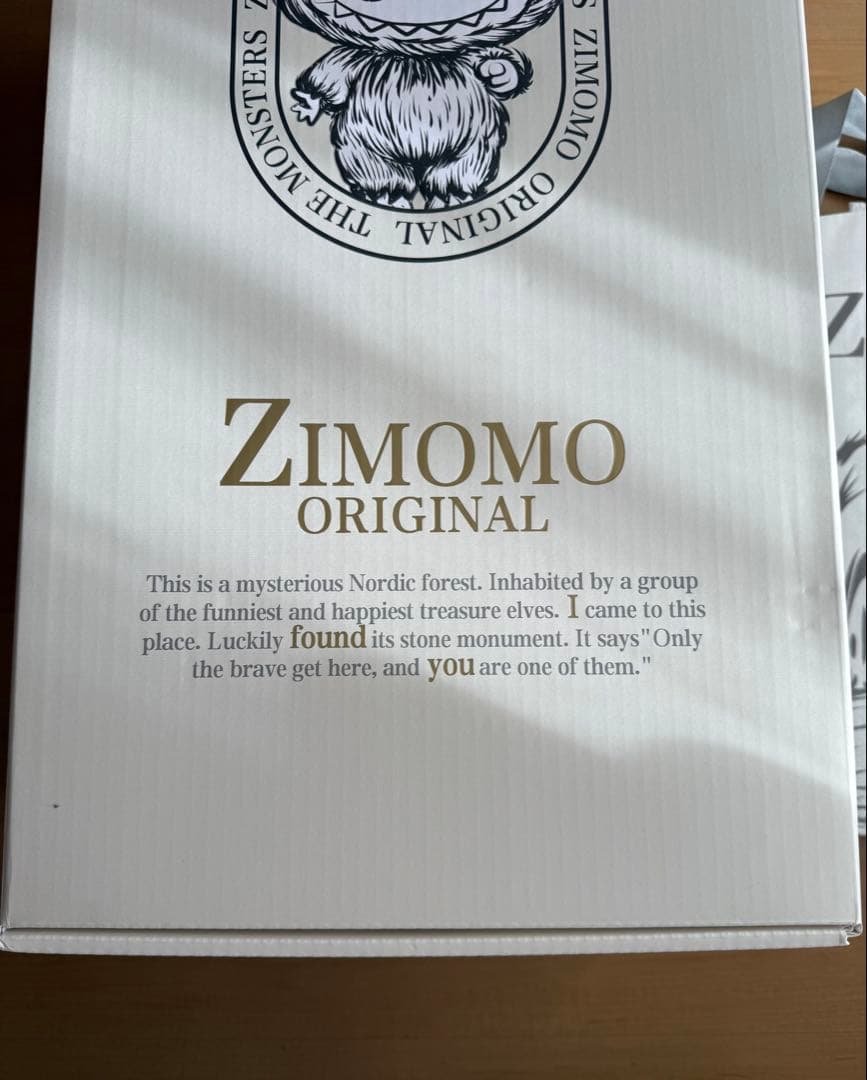 THE MONSTERS Z
S ZIMOMO ORIGINAL
ZIMOMO
ORIGINAL
This is a mysterious Nordic forest. Inhabited by a group
of the funniest and happiest treasure elves. I came to this
place. Luckily found its stone monument. It says"Only
the brave get here, and you are one of them."
Z